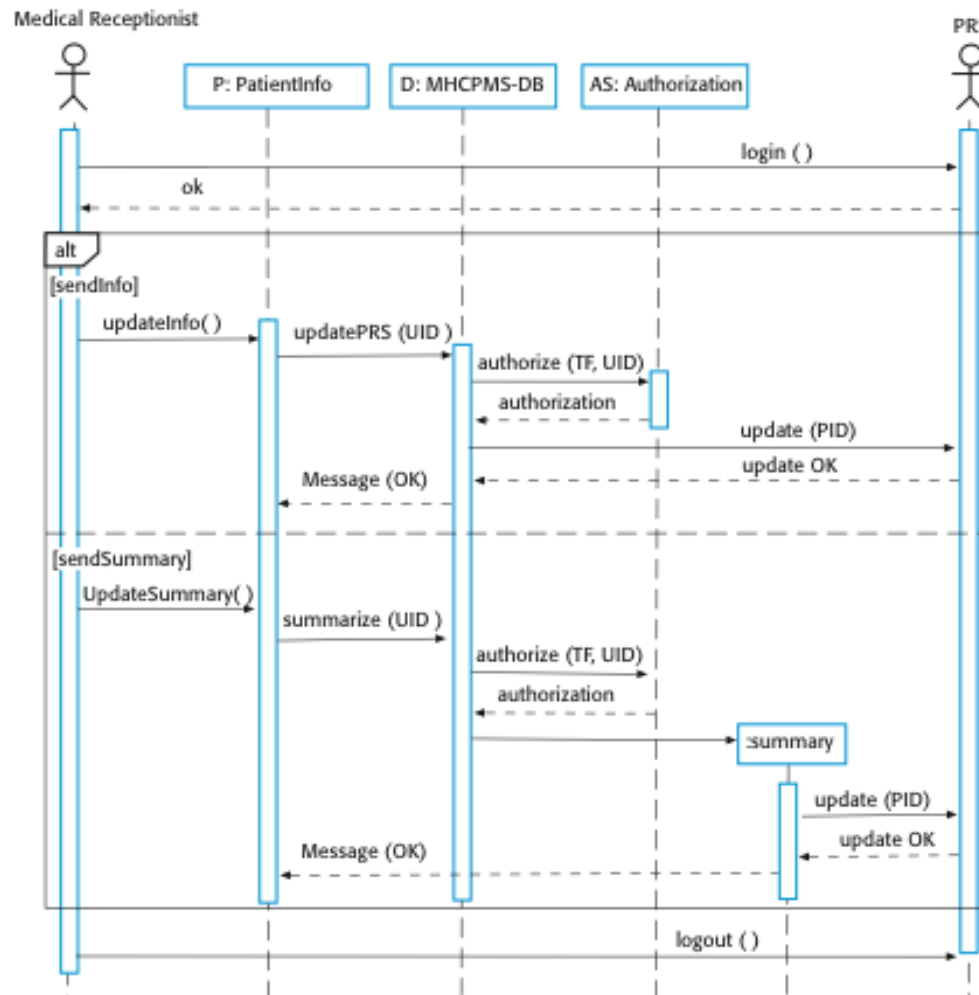 Medical Receptionist
PR
P: PatientInfo
D: MHCPMS-DB
AS: Authorization
login ( )
ok
alt
[sendInfo]
updateInfo( )
updatePRS (UID )
authorize (TF, UID)
authorization
update (PID)
update OK
Message (OK)
[sendSummary]
UpdateSummary( )
summarize (UID )
authorize (TF, UID)
authorization
:summary
update (PID)
update OK
Message (OK)
logout ( )